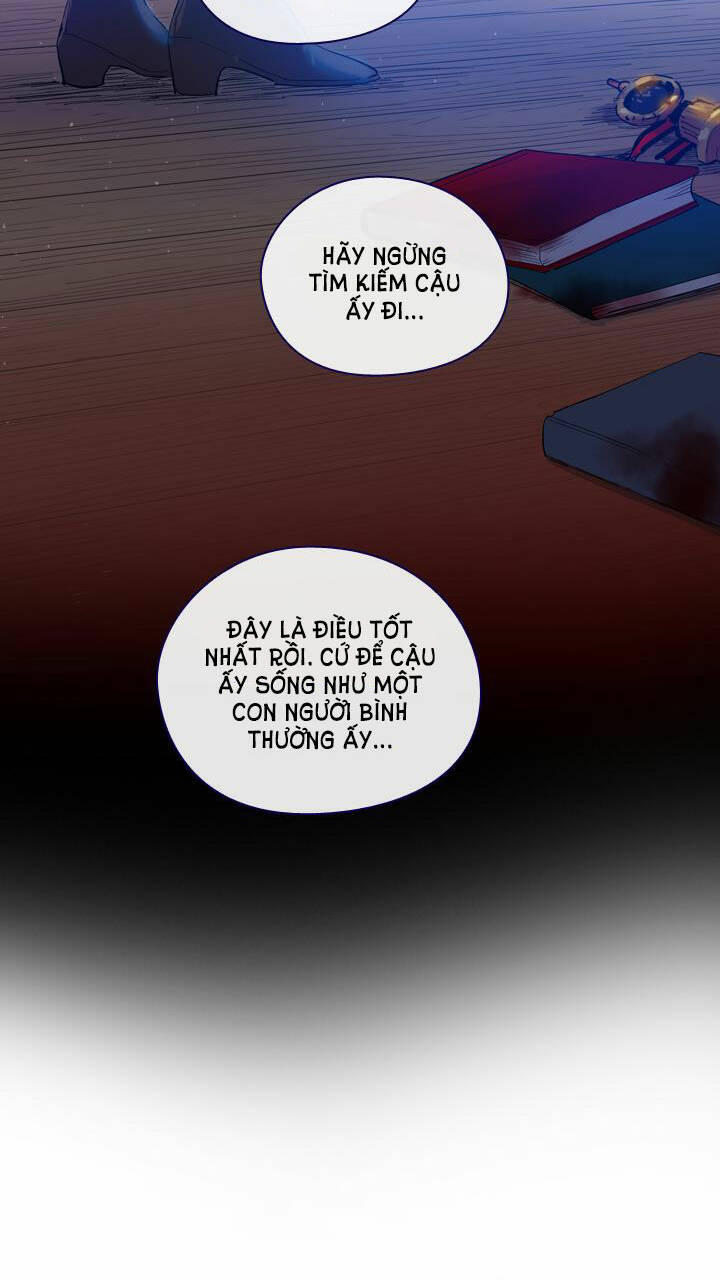 HÃY NGỪNG
TÌM KIẾM CẬU
ẤY ĐI...
ĐÂY LÀ ĐIỀU TỐT
NHẤT RỒI. CỨ ĐỂ CẬU
ẤY SỐNG NHƯ MỘT
CON NGƯỜI BÌNH
THƯỜNG ẤY...